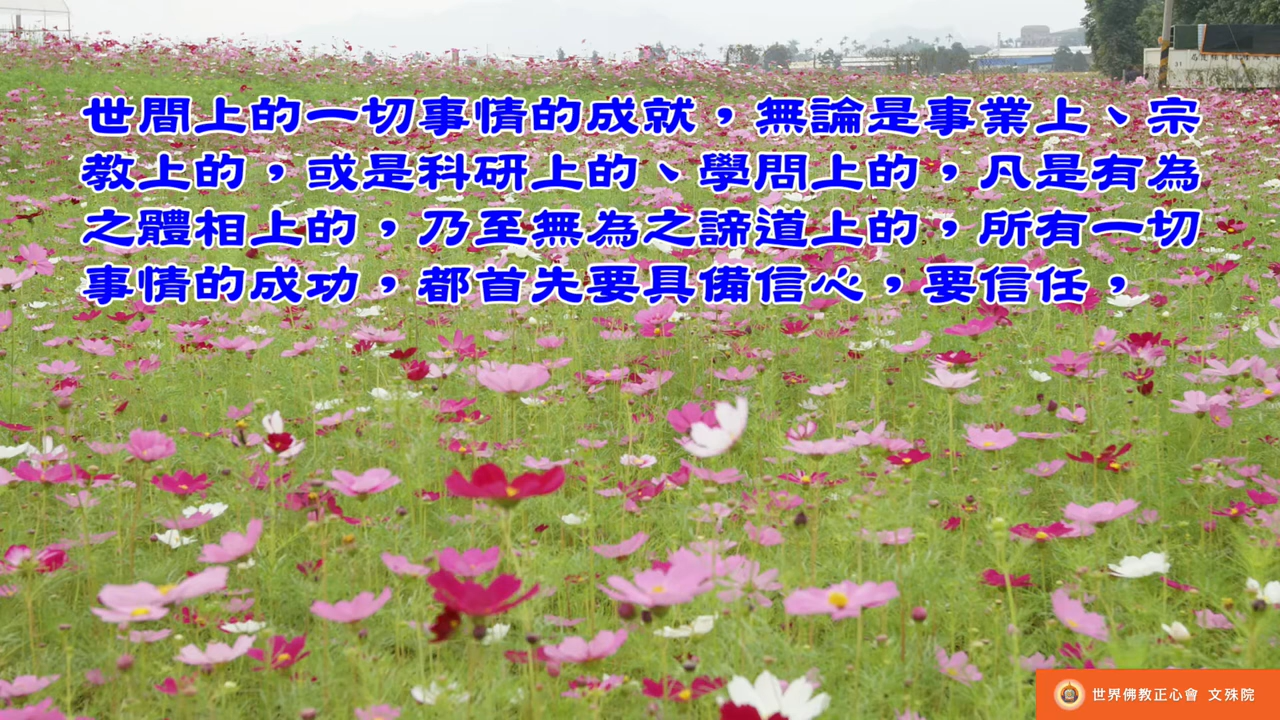 世間上的一切事情的成就，無論是事業上、宗
教上的，或是科研上的、學問上的，凡是有為
之體相上的，乃至無為之諦道上的，所有一切
事情的成功，都首先要具備信心，要信任，
世界佛教正心會 文殊院